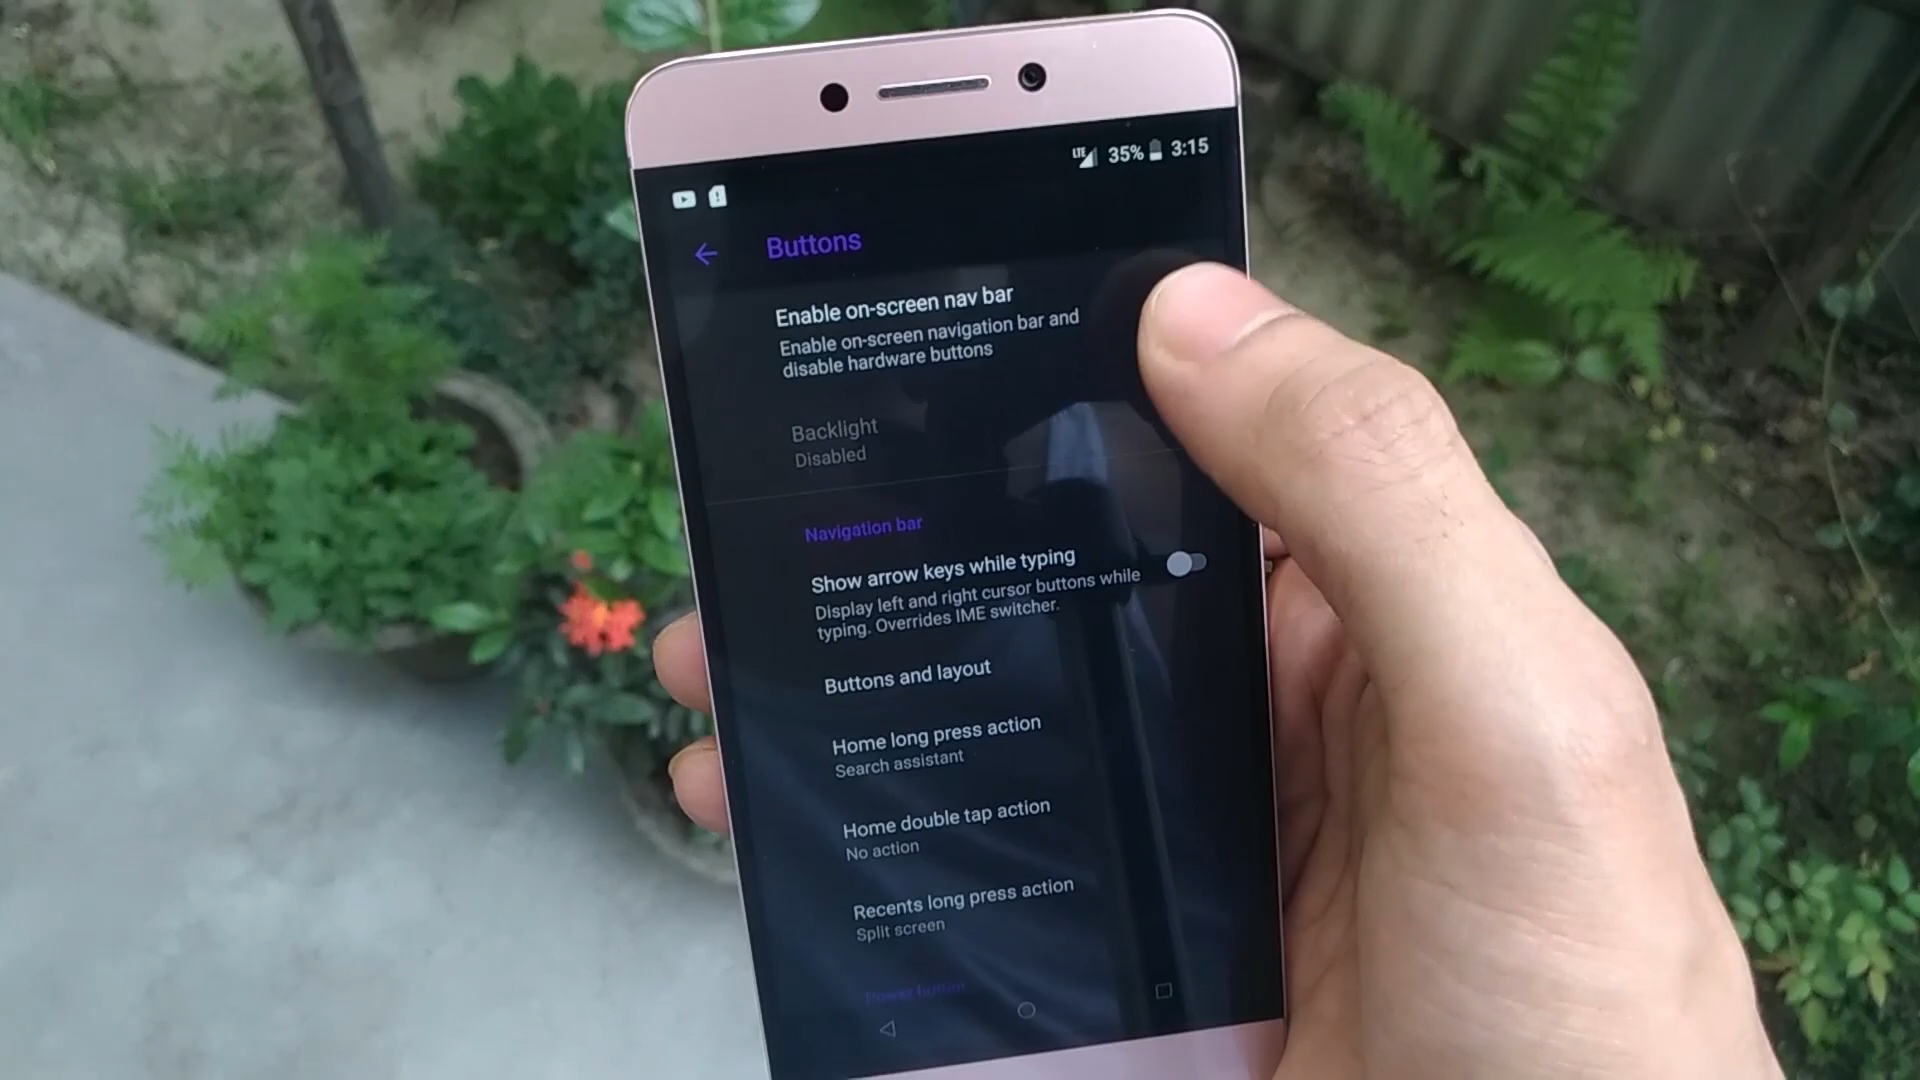 LTE 35% 3:15
Buttons
Enable on-screen nav bar
Enable on-screen navigation bar and
disable hardware buttons
Backlight
Disabled
Navigation bar
Show arrow keys while typing
Display left and right cursor buttons while
typing. Overrides IME switcher.
Buttons and layout
Home long press action
Search assistant
Home double tap action
No action
Recents long press action
Split screen
Power button